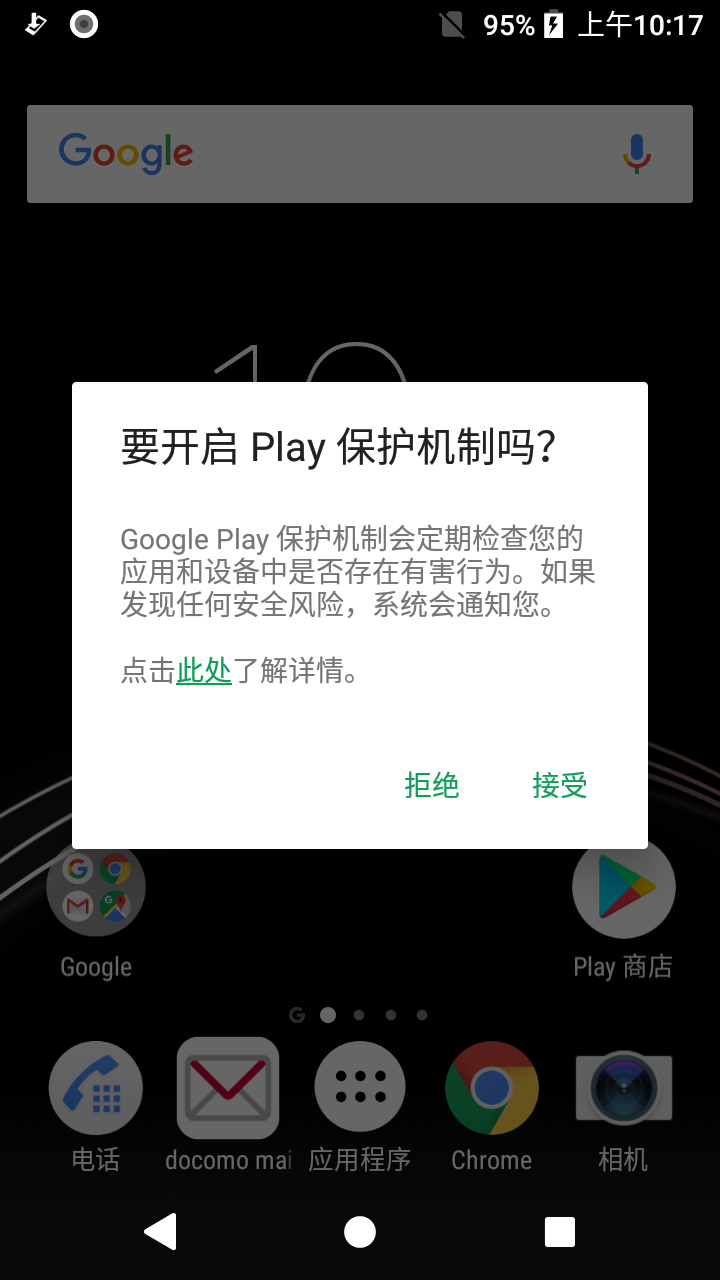 95% 上午10:17
Google
要开启 Play 保护机制吗？
Google Play 保护机制会定期检查您的
应用和设备中是否存在有害行为。如果
发现任何安全风险，系统会通知您。
点击此处了解详情。
拒绝 接受
Google Play 商店
电话 docomo mai 应用程序 Chrome 相机